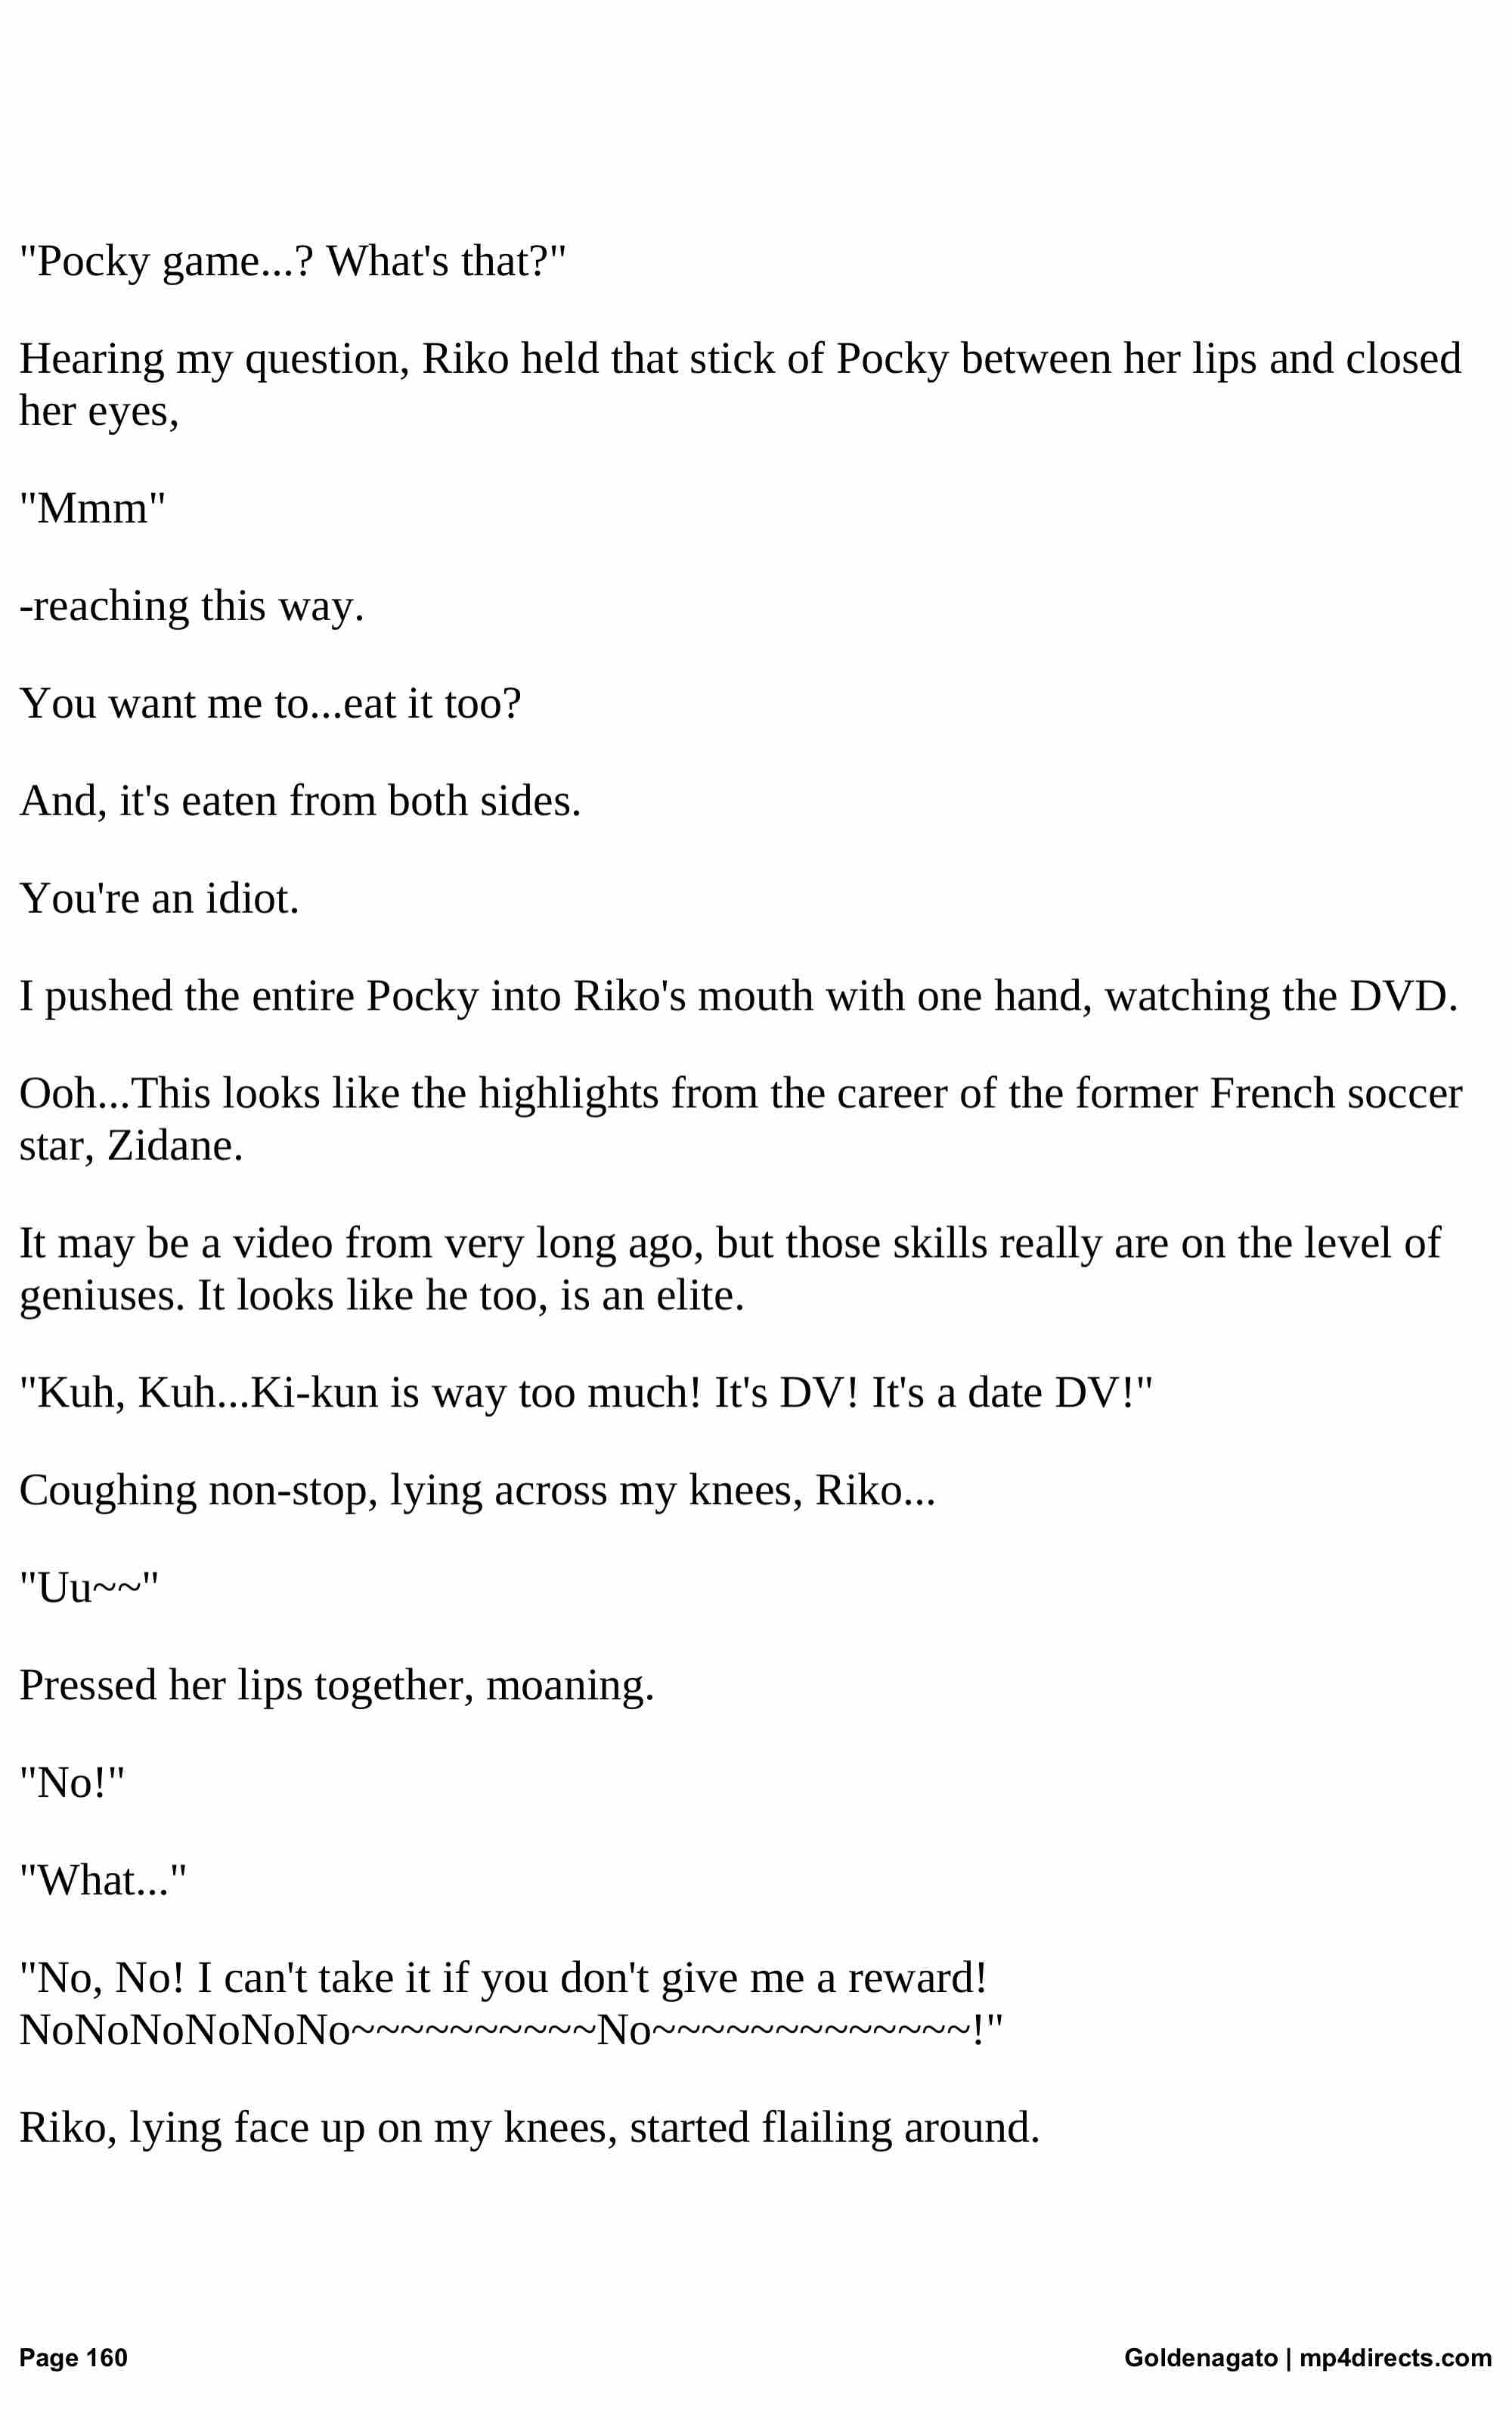 "Pocky game...? What's that?"
Hearing my question, Riko held that stick of Pocky between her lips and closed
her eyes,
"Mmm"
-reaching this way.
You want me to...eat it too?
And, it's eaten from both sides.
You're an idiot.
I pushed the entire Pocky into Riko's mouth with one hand, watching the DVD.
Ooh...This looks like the highlights from the career of the former French soccer
star, Zidane.
It may be a video from very long ago, but those skills really are on the level of
geniuses. It looks like he too, is an elite.
"Kuh, Kuh...Ki-kun is way too much! It's DV! It's a date DV!"
Coughing non-stop, lying across my knees, Riko...
"Uu~~"
Pressed her lips together, moaning.
"No!"
"What..."
"No, No! I can't take it if you don't give me a reward!
NoNoNoNoNoNo~~~~~~~~~~No~~~~~~~~~~~~~!"
Riko, lying face up on my knees, started flailing around.
Page 160
Goldenagato | mp4directs.com